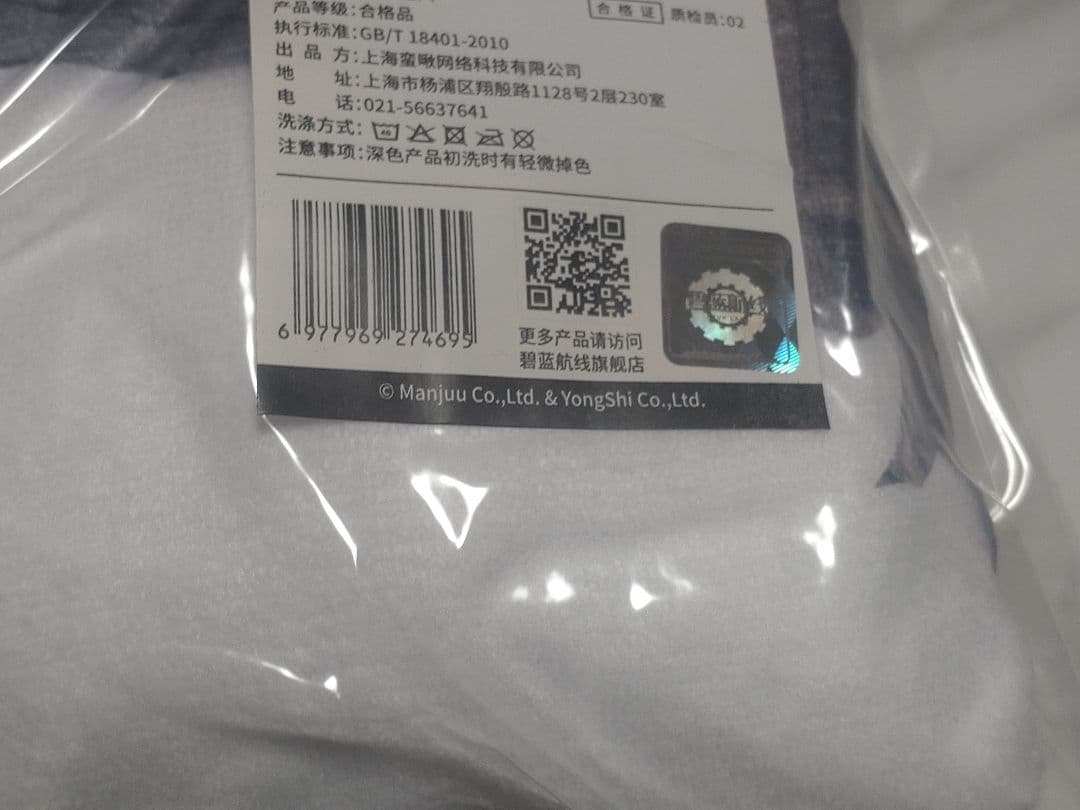 产品等级:合格品
合格证 质检员:02
执行标准:GB/T 18401-2010
出品方:上海蛮啾网络科技有限公司
地址:上海市杨浦区翔殷路1128号2层230室
电话:021-56637641
洗涤方式: 40
注意事项:深色产品初洗时有轻微掉色
6 977969 274695
更多产品请访问
碧蓝航线旗舰店
© Manjuu Co.,Ltd. & YongShi Co.,Ltd.